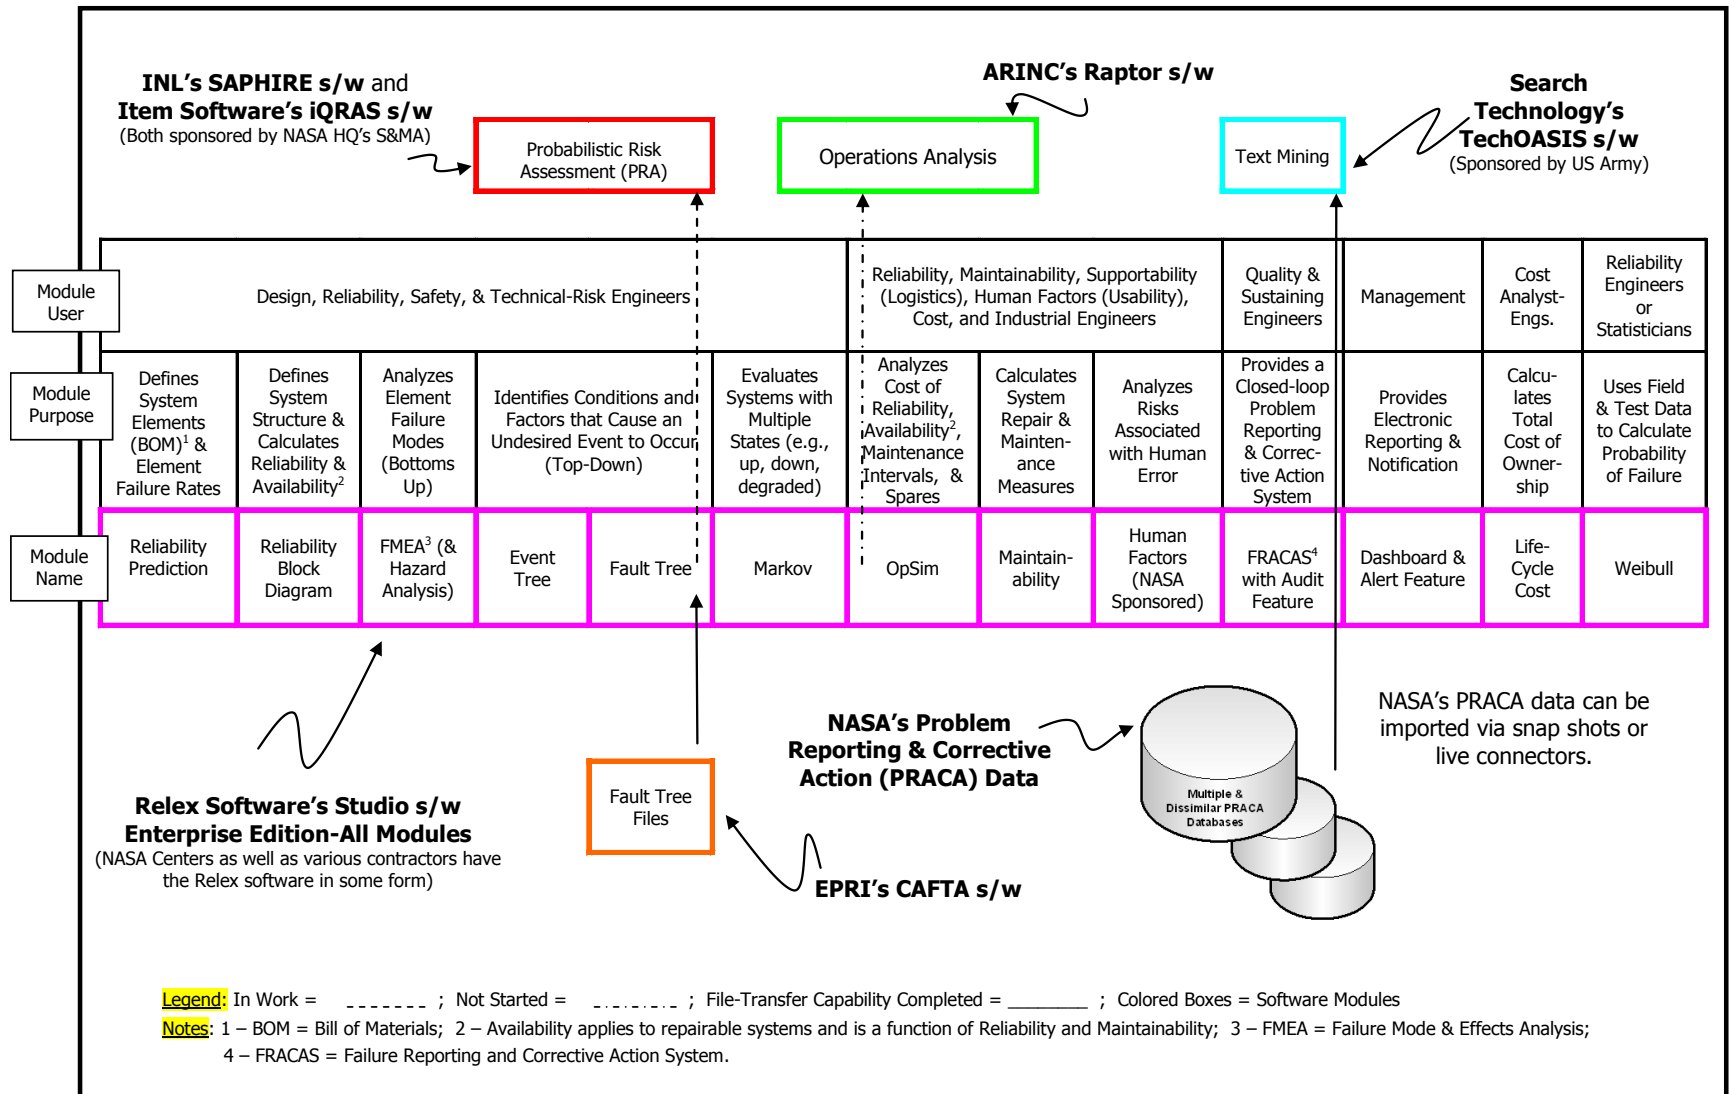 INL's SAPHIRE s/w and
Item Software's iQRAS s/w
(Both sponsored by NASA HQ's S&MA)
ARINC's Raptor s/w
Search
Technology's
TechOASIS s/w
(Sponsored by US Army)
Probabilistic Risk
Assessment (PRA)
Operations Analysis
Text Mining
Module
User
Design, Reliability, Safety, & Technical-Risk Engineers
Reliability, Maintainability, Supportability
(Logistics), Human Factors (Usability),
Cost, and Industrial Engineers
Quality &
Sustaining
Engineers
Management
Cost
Analyst-
Engs.
Reliability
Engineers
or
Statisticians
Module
Purpose
Defines
System
Elements
(BOM)1 &
Element
Failure Rates
Defines
System
Structure &
Calculates
Reliability &
Availability2
Analyzes
Element
Failure
Modes
(Bottoms
Up)
Identifies Conditions and
Factors that Cause an
Undesired Event to Occur
(Top-Down)
Evaluates
Systems with
Multiple
States (e.g.,
up, down,
degraded)
Analyzes
Cost of
Reliability,
Availability2,
Maintenance
Intervals, &
Spares
Calculates
System
Repair &
Mainten-
ance
Measures
Analyzes
Risks
Associated
with Human
Error
Provides a
Closed-loop
Problem
Reporting
& Correc-
tive Action
System
Provides
Electronic
Reporting &
Notification
Calcu-
lates
Total
Cost of
Owner-
ship
Uses Field
& Test Data
to Calculate
Probability
of Failure
Module
Name
Reliability
Prediction
Reliability
Block
Diagram
FMEA3 (&
Hazard
Analysis)
Event
Tree
Fault Tree
Markov
OpSim
Maintain-
ability
Human
Factors
(NASA
Sponsored)
FRACAS4
with Audit
Feature
Dashboard &
Alert Feature
Life-
Cycle
Cost
Weibull
Relex Software's Studio s/w
Enterprise Edition-All Modules
(NASA Centers as well as various contractors have
the Relex software in some form)
Fault Tree
Files
EPRI's CAFTA s/w
NASA's Problem
Reporting & Corrective
Action (PRACA) Data
Multiple &
Dissimilar PRACA
Databases
NASA's PRACA data can be
imported via snap shots or
live connectors.
Legend: In Work = _ _ _ _ _ _ _ ; Not Started = _._._._._._ ; File-Transfer Capability Completed = ________ ; Colored Boxes = Software Modules
Notes: 1 – BOM = Bill of Materials; 2 – Availability applies to repairable systems and is a function of Reliability and Maintainability; 3 – FMEA = Failure Mode & Effects Analysis;
4 – FRACAS = Failure Reporting and Corrective Action System.